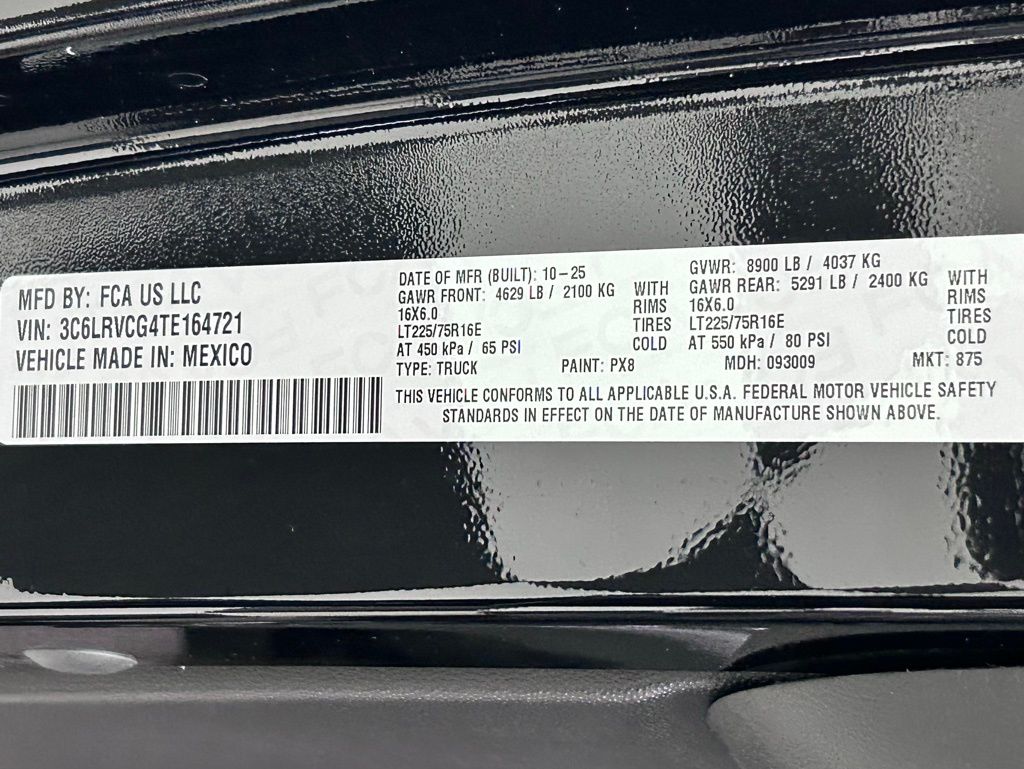 MFD BY: FCA US LLC
VIN: 3C6LRVCG4TE164721
VEHICLE MADE IN: MEXICO
DATE OF MFR (BUILT): 10-25
GAWR FRONT: 4629 LB / 2100 KG WITH
16X6.0 RIMS
LT225/75R16E TIRES
AT 450 kPa / 65 PSI COLD
GVWR: 8900 LB / 4037 KG
GAWR REAR: 5291 LB / 2400 KG WITH
16X6.0 RIMS
LT225/75R16E TIRES
AT 550 kPa / 80 PSI COLD
TYPE: TRUCK PAINT: PX8 MDH: 093009 MKT: 875
THIS VEHICLE CONFORMS TO ALL APPLICABLE U.S.A. FEDERAL MOTOR VEHICLE SAFETY
STANDARDS IN EFFECT ON THE DATE OF MANUFACTURE SHOWN ABOVE.